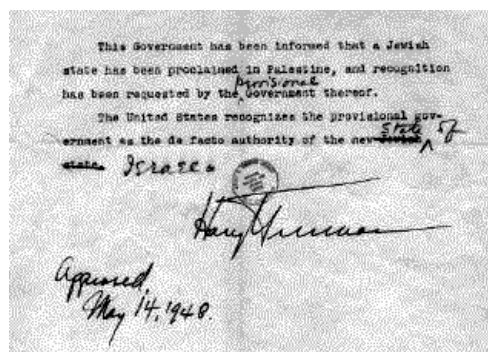 This Government has been informed that a Jewish
state has been proclaimed in Palestine, and recognition
provisional
has been requested by the Government thereof.
The United States recognizes the provisional gov-
ernment as the de facto authority of the new Jewish State of
state. Israel.
Harry Truman
Approved,
May 14, 1948.